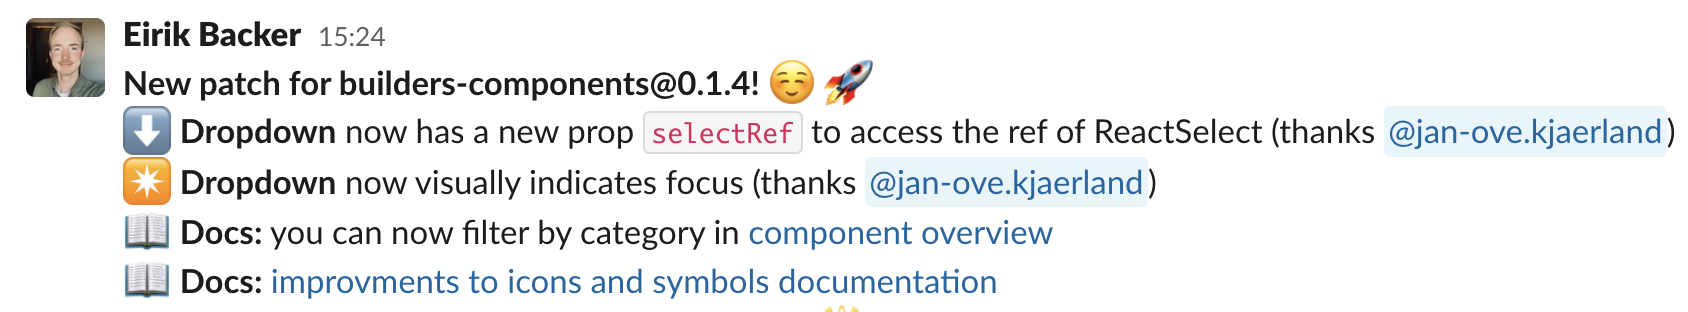 Eirik Backer 15:24
New patch for builders-components@0.1.4! ☺️ 🚀
⬇️ Dropdown now has a new prop selectRef to access the ref of ReactSelect (thanks @jan-ove.kjaerland)
✴️ Dropdown now visually indicates focus (thanks @jan-ove.kjaerland)
📖 Docs: you can now filter by category in component overview
📖 Docs: improvments to icons and symbols documentation